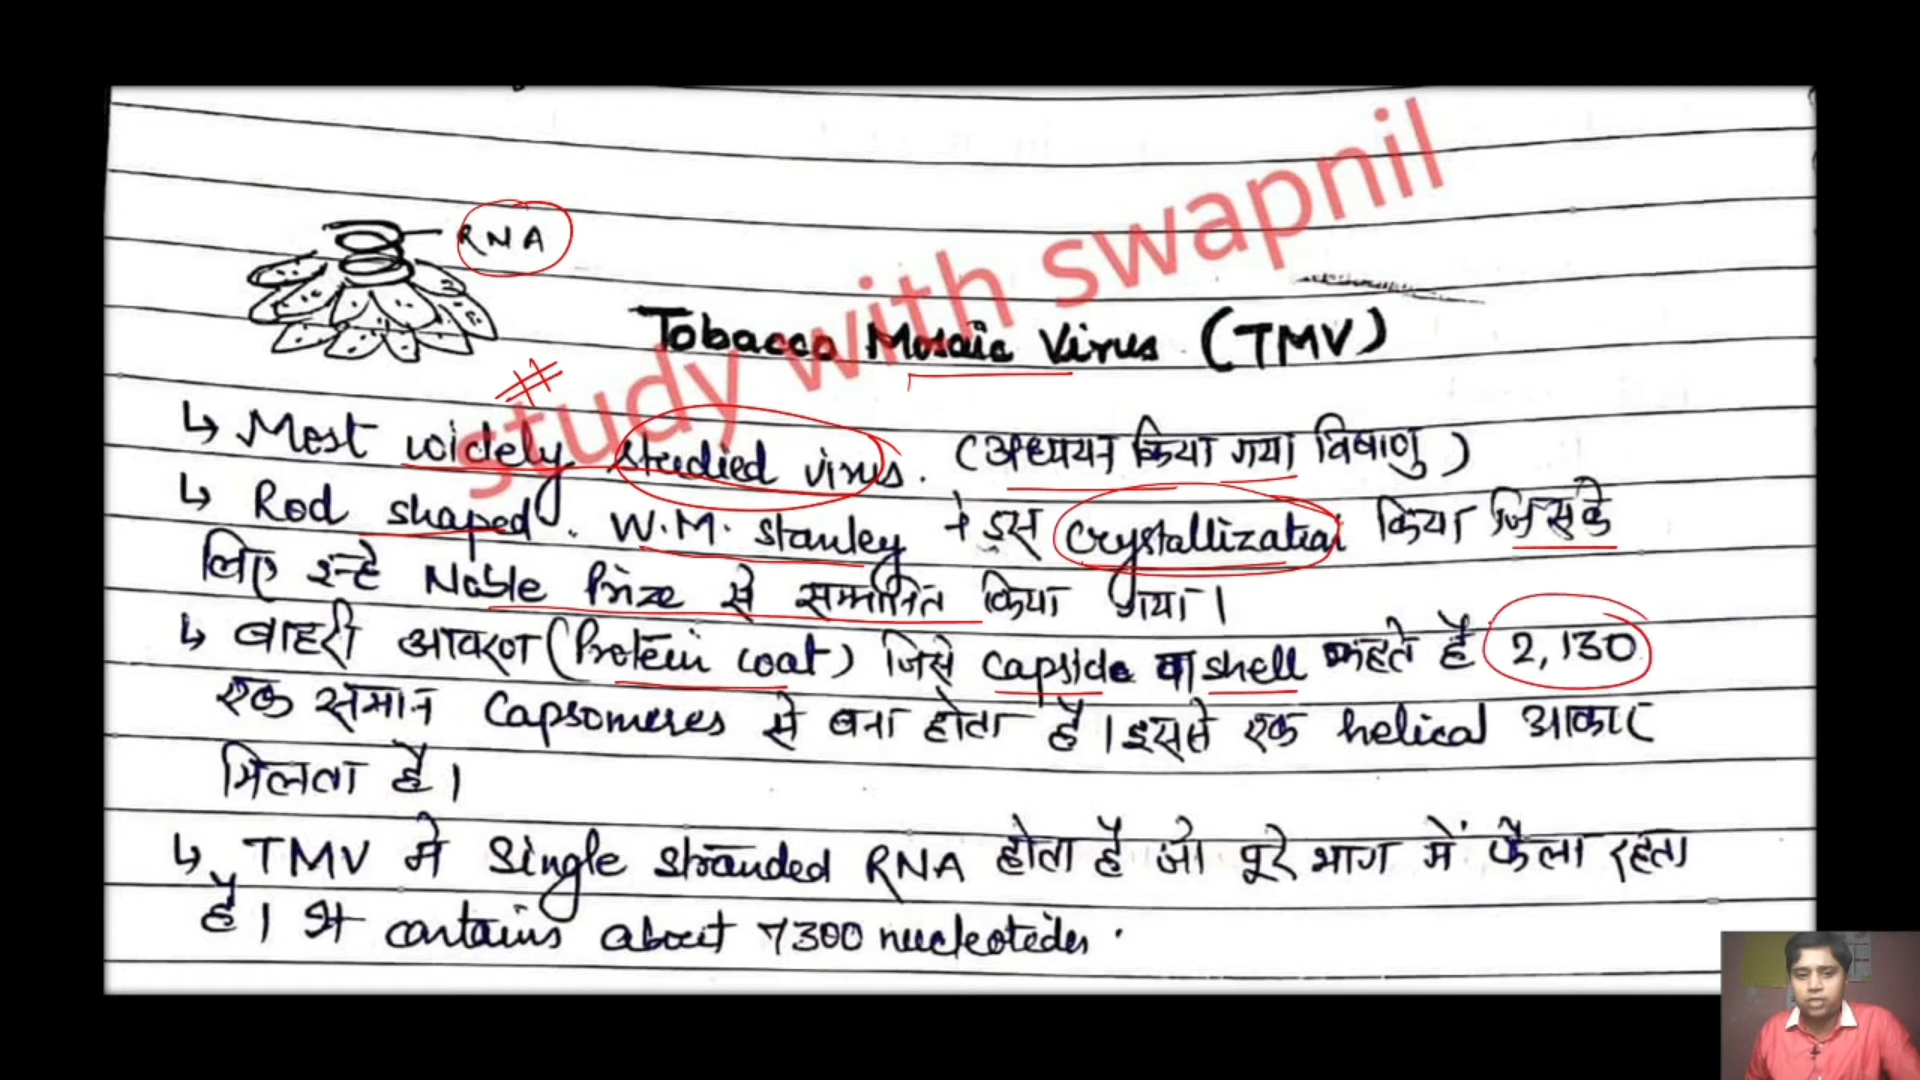 RNA
study with swapnil
Tobacco Mosaic Virus (TMV)
↳ Most widely studied virus. (अध्ययन किया गया विषाणु)
↳ Rod shaped. W.M. Stanley ने इस Crystallization किया जिसके
लिए इन्हे Noble Prize से सम्मानित किया गया।
↳ बाहरी आवरण (Protein coat) जिसे Capside या shell कहते है 2,130
एक समान Capsomeres से बना होता है। इससे एक helical आकार
मिलता है।
↳ TMV मे Single stranded RNA होता है जो पूरे भाग में फैला रहता
है। It contains about 7300 nucleotides.